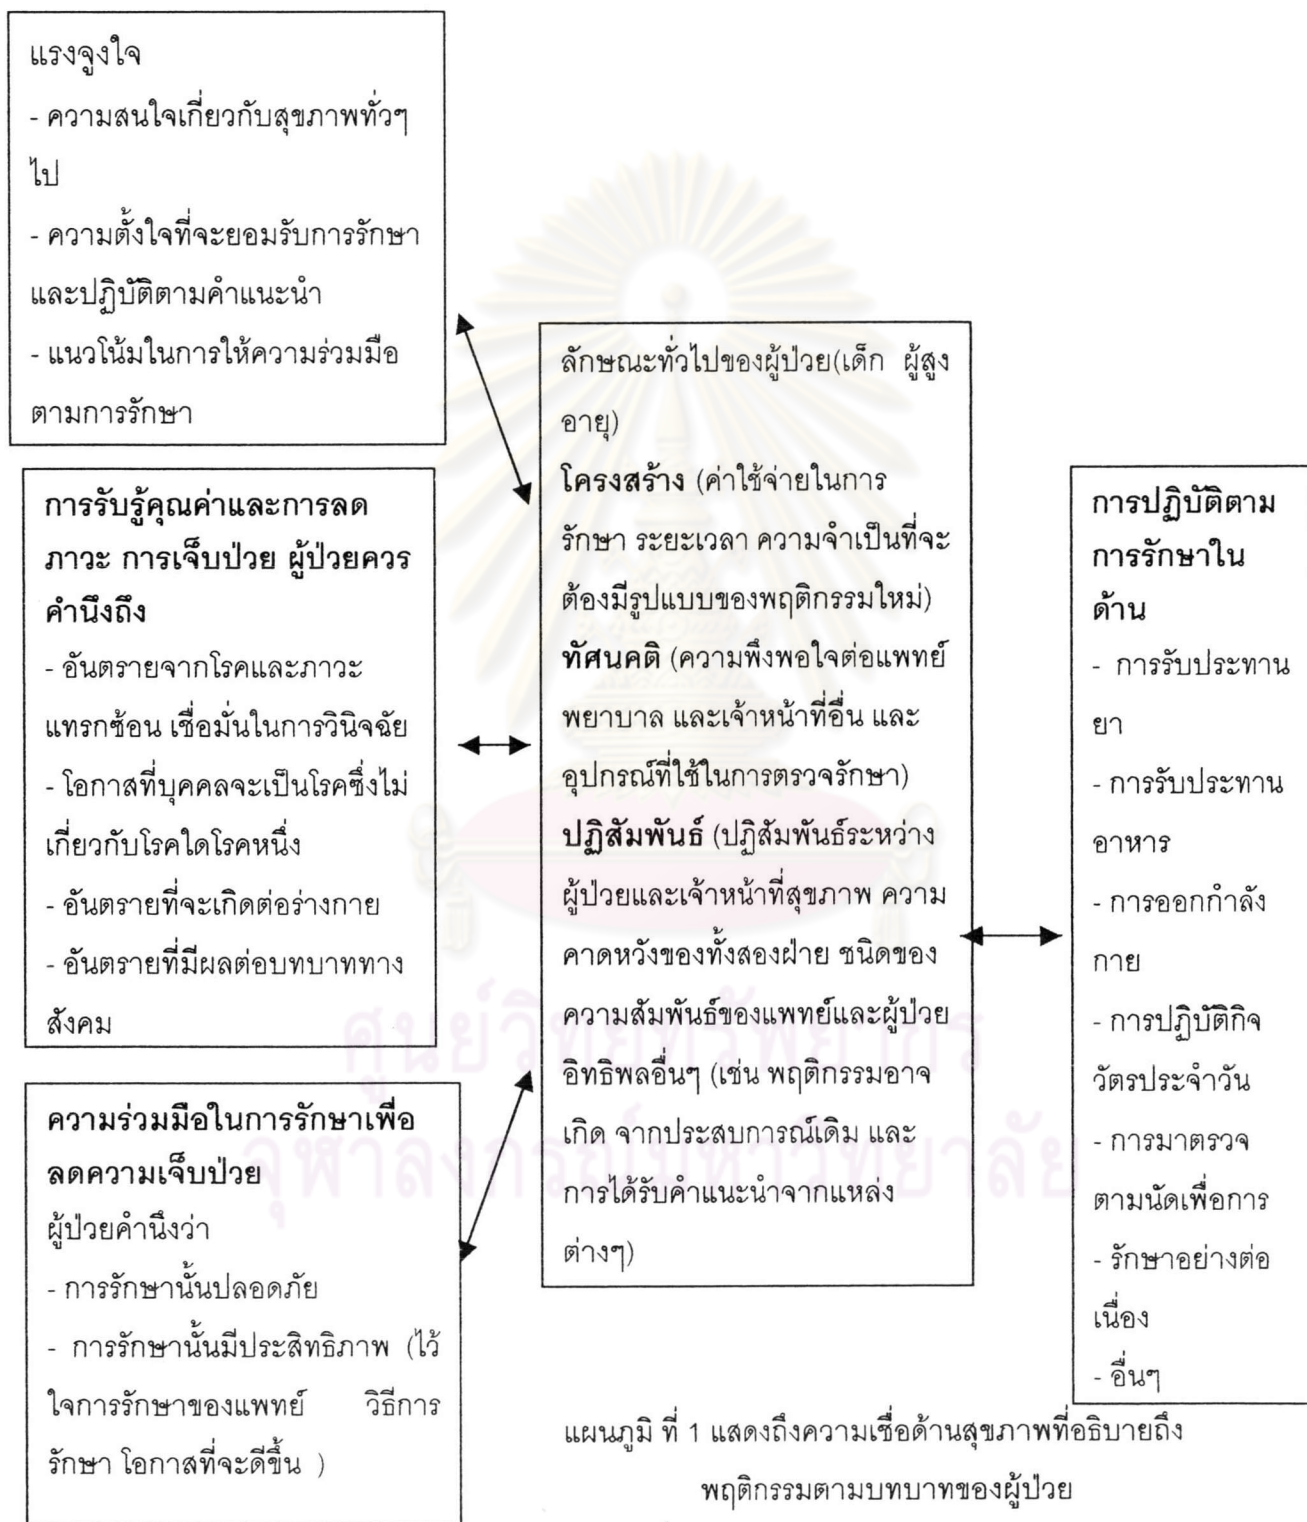 แรงจูงใจ
- ความสนใจเกี่ยวกับสุขภาพทั่วๆ
ไป
- ความตั้งใจที่จะยอมรับการรักษา
และปฏิบัติตามคำแนะนำ
- แนวโน้มในการให้ความร่วมมือ
ตามการรักษา
การรับรู้คุณค่าและการลด
ภาวะ การเจ็บป่วย ผู้ป่วยควร
คำนึงถึง
- อันตรายจากโรคและภาวะ
แทรกซ้อน เชื่อมั่นในการวินิจฉัย
- โอกาสที่บุคคลจะเป็นโรคซึ่งไม่
เกี่ยวกับโรคใดโรคหนึ่ง
- อันตรายที่จะเกิดต่อร่างกาย
- อันตรายที่มีผลต่อบทบาททาง
สังคม
ความร่วมมือในการรักษาเพื่อ
ลดความเจ็บป่วย
ผู้ป่วยคำนึงว่า
- การรักษานั้นปลอดภัย
- การรักษานั้นมีประสิทธิภาพ (ไว้
ใจการรักษาของแพทย์ วิธีการ
รักษา โอกาสที่จะดีขึ้น )
ลักษณะทั่วไปของผู้ป่วย(เด็ก ผู้สูง
อายุ)
โครงสร้าง (ค่าใช้จ่ายในการ
รักษา ระยะเวลา ความจำเป็นที่จะ
ต้องมีรูปแบบของพฤติกรรมใหม่)
ทัศนคติ (ความพึงพอใจต่อแพทย์
พยาบาล และเจ้าหน้าที่อื่น และ
อุปกรณ์ที่ใช้ในการตรวจรักษา)
ปฏิสัมพันธ์ (ปฏิสัมพันธ์ระหว่าง
ผู้ป่วยและเจ้าหน้าที่สุขภาพ ความ
คาดหวังของทั้งสองฝ่าย ชนิดของ
ความสัมพันธ์ของแพทย์และผู้ป่วย
อิทธิพลอื่นๆ (เช่น พฤติกรรมอาจ
เกิด จากประสบการณ์เดิม และ
การได้รับคำแนะนำจากแหล่ง
ต่างๆ)
การปฏิบัติตาม
การรักษาใน
ด้าน
- การรับประทาน
ยา
- การรับประทาน
อาหาร
- การออกกำลัง
กาย
- การปฏิบัติกิจ
วัตรประจำวัน
- การมาตรวจ
ตามนัดเพื่อการ
- รักษาอย่างต่อ
เนื่อง
- อื่นๆ
แผนภูมิ ที่ 1 แสดงถึงความเชื่อด้านสุขภาพที่อธิบายถึง
พฤติกรรมตามบทบาทของผู้ป่วย
ศูนย์วิทยทรัพยากร
จุฬาลงกรณ์มหาวิทยาลัย